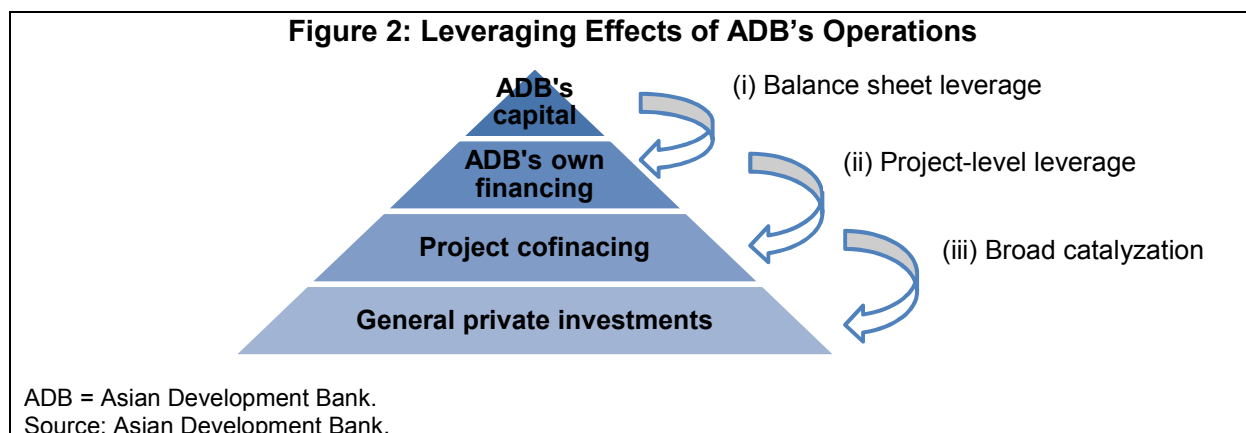 Figure 2: Leveraging Effects of ADB's Operations
ADB's
capital
(i) Balance sheet leverage
ADB's own
financing
(ii) Project-level leverage
Project cofinacing
(iii) Broad catalyzation
General private investments
ADB = Asian Development Bank.
Source: Asian Development Bank.